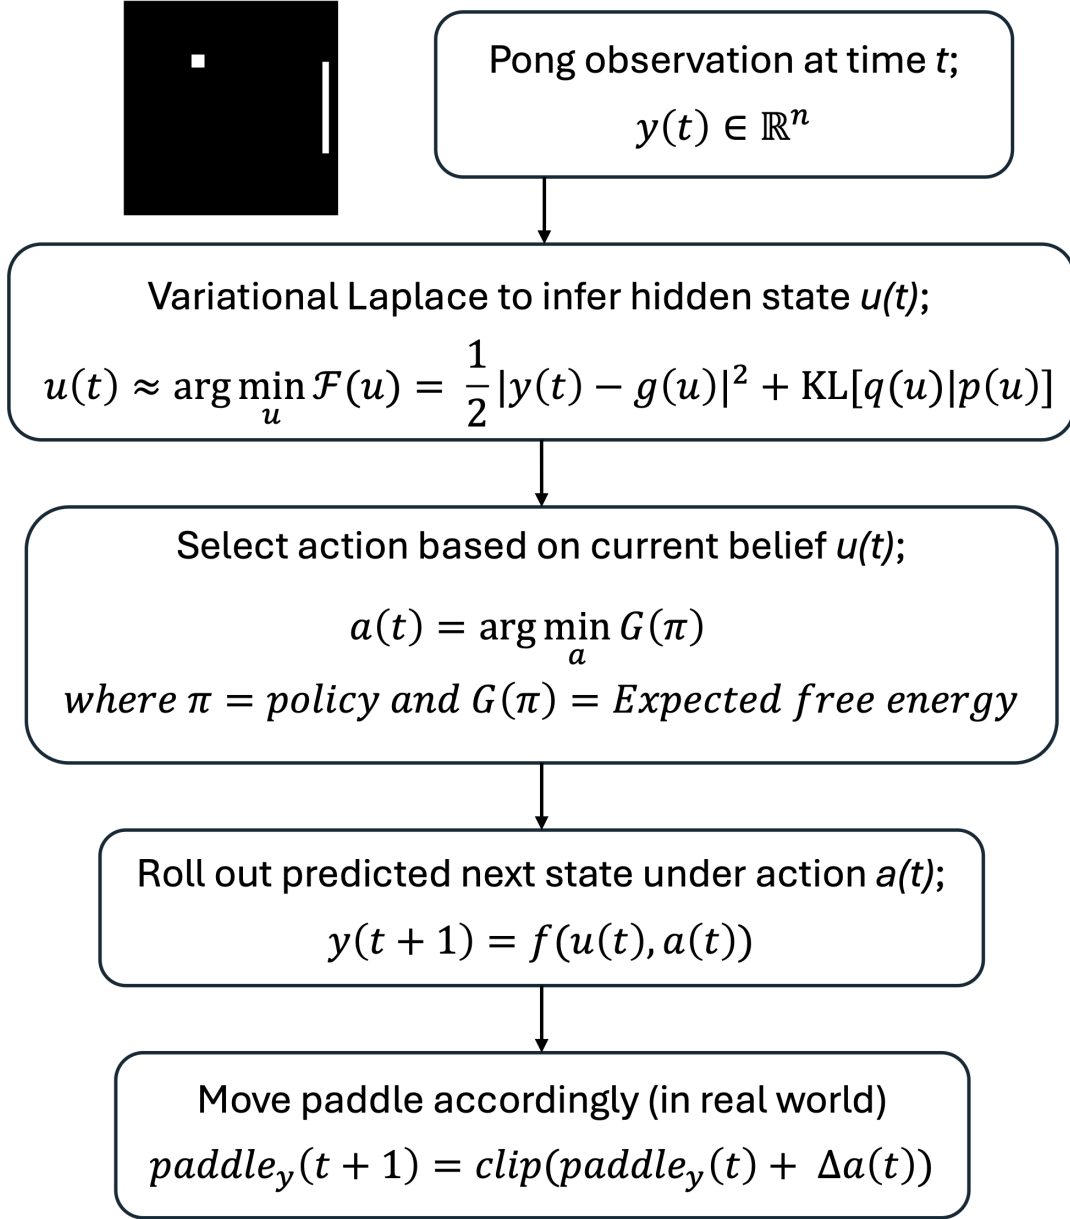 Pong observation at time t;
y(t) ∈ ℝⁿ
Variational Laplace to infer hidden state u(t);
u(t) ≈ arg min_u ℱ(u) = 1/2 |y(t) − g(u)|² + KL[q(u)|p(u)]
Select action based on current belief u(t);
a(t) = arg min_a G(π)
where π = policy and G(π) = Expected free energy
Roll out predicted next state under action a(t);
y(t + 1) = f(u(t), a(t))
Move paddle accordingly (in real world)
paddle_y(t + 1) = clip(paddle_y(t) + Δa(t))